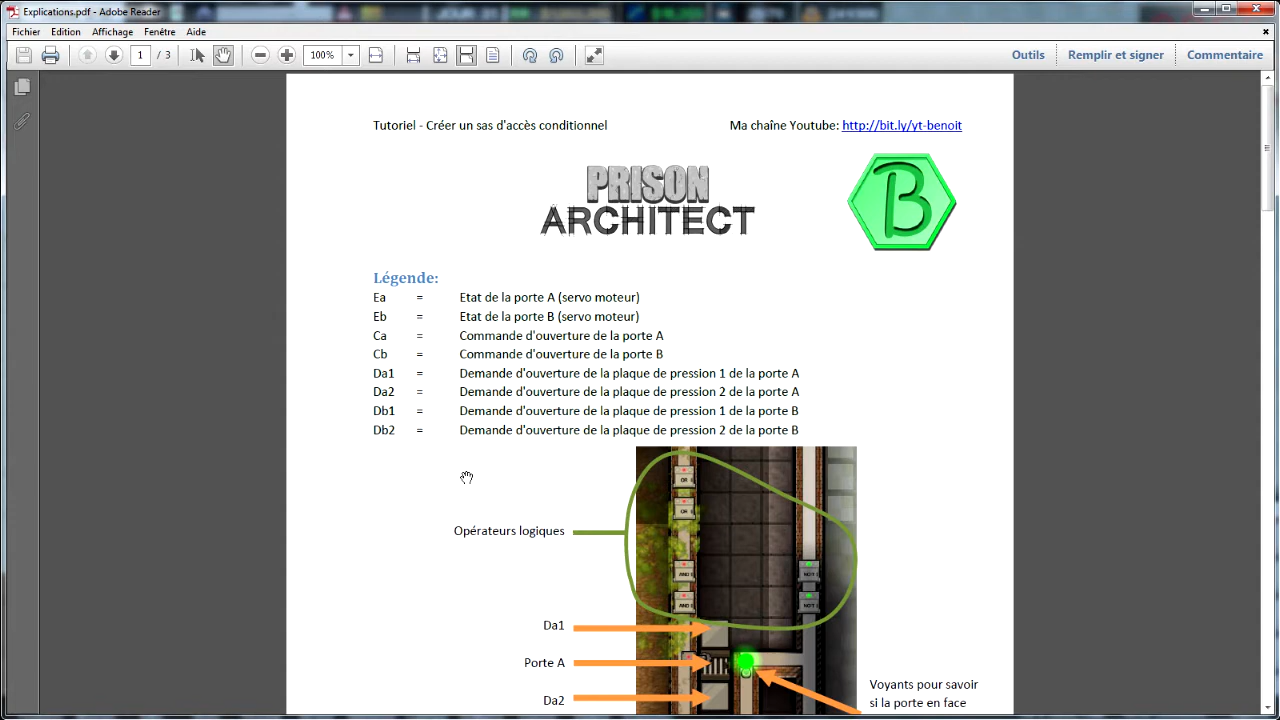 Explications.pdf - Adobe Reader
Fichier Edition Affichage Fenêtre Aide
1 / 3 100% Outils Remplir et signer Commentaire
Tutoriel - Créer un sas d'accès conditionnel Ma chaîne Youtube: http://bit.ly/yt-benoit
PRISON
ARCHITECT
B
Légende:
Ea = Etat de la porte A (servo moteur)
Eb = Etat de la porte B (servo moteur)
Ca = Commande d'ouverture de la porte A
Cb = Commande d'ouverture de la porte B
Da1 = Demande d'ouverture de la plaque de pression 1 de la porte A
Da2 = Demande d'ouverture de la plaque de pression 2 de la porte A
Db1 = Demande d'ouverture de la plaque de pression 1 de la porte B
Db2 = Demande d'ouverture de la plaque de pression 2 de la porte B
OR
OR
Opérateurs logiques
AND NOT
AND NOT
Da1
Porte A
Voyants pour savoir
Da2
si la porte en face